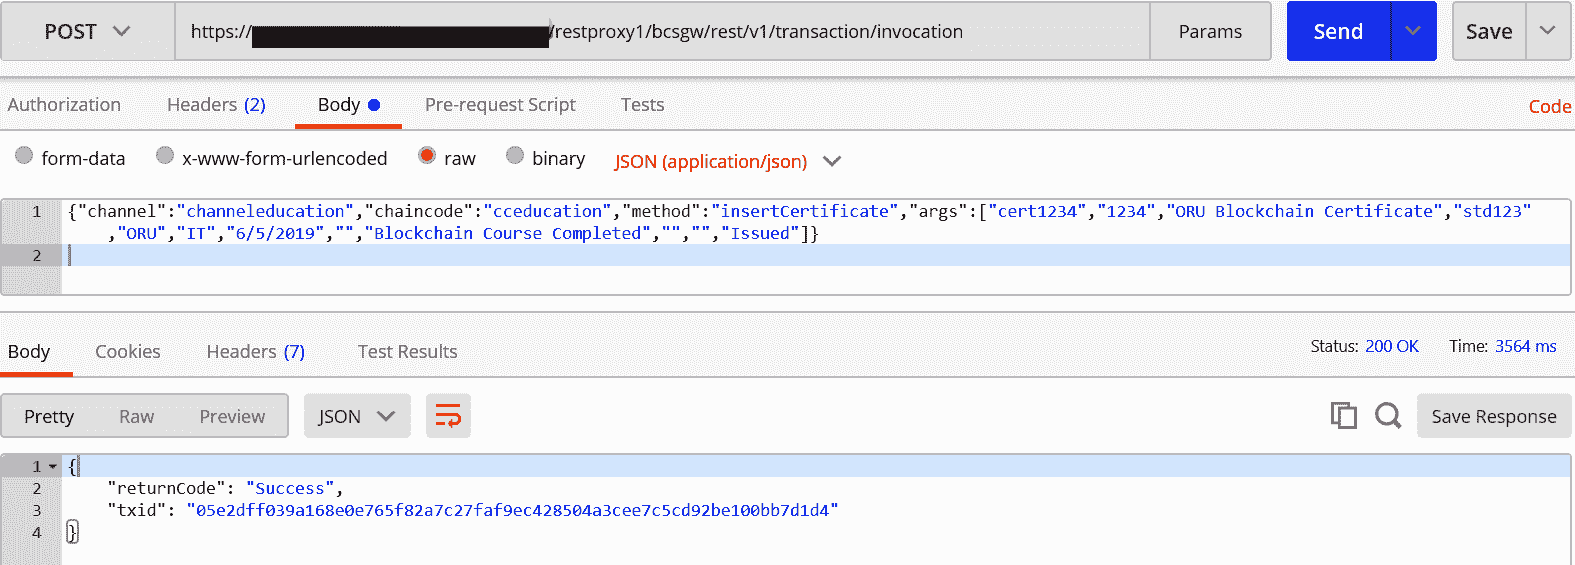 POST https:// /restproxy1/bcsgw/rest/v1/transaction/invocation Params Send Save
Authorization Headers (2) Body Pre-request Script Tests Code
form-data x-www-form-urlencoded raw binary JSON (application/json)
1 {"channel":"channeleducation","chaincode":"cceducation","method":"insertCertificate","args":["cert1234","1234","ORU Blockchain Certificate","std123"
,"ORU","IT","6/5/2019","","Blockchain Course Completed","","","Issued"]}
2
Body Cookies Headers (7) Test Results Status: 200 OK Time: 3564 ms
Pretty Raw Preview JSON Save Response
1 {
2 "returnCode": "Success",
3 "txid": "05e2dff039a168e0e765f82a7c27faf9ec428504a3cee7c5cd92be100bb7d1d4"
4 }